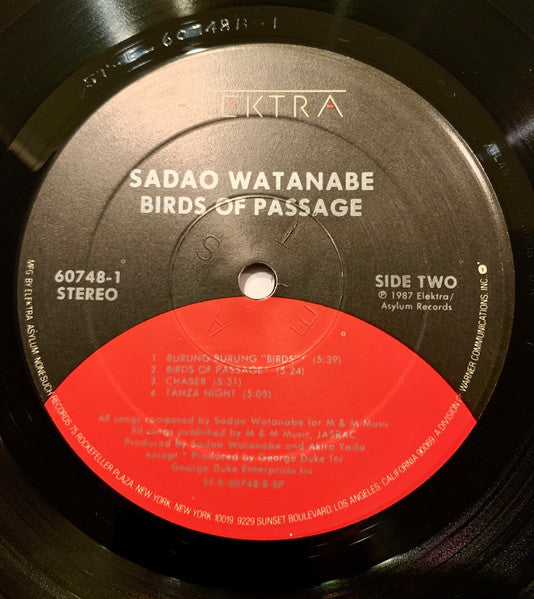 ELEKTRA
SADAO WATANABE
BIRDS OF PASSAGE
60748-1
STEREO
SIDE TWO
℗ 1987 Elektra/
Asylum Records
1. BURUNG BURUNG "BIRDS"* (5:39)
2. BIRDS OF PASSAGE* (5:24)
3. CHASER (5:31)
4. TANZA NIGHT (5:05)
All songs composed by Sadao Watanabe for M & M Music
All songs published by M & M Music, JASRAC
Produced by Sadao Watanabe and Akira Yada
except * Produced by George Duke for
George Duke Enterprises Inc
ST E-60748-B-SP
MFG BY ELEKTRA, ASYLUM, NONESUCH RECORDS 75 ROCKEFELLER PLAZA, NEW YORK, NEW YORK 10019. 9229 SUNSET BOULEVARD, LOS ANGELES, CALIFORNIA 90069 A DIVISION OF WARNER COMMUNICATIONS, INC